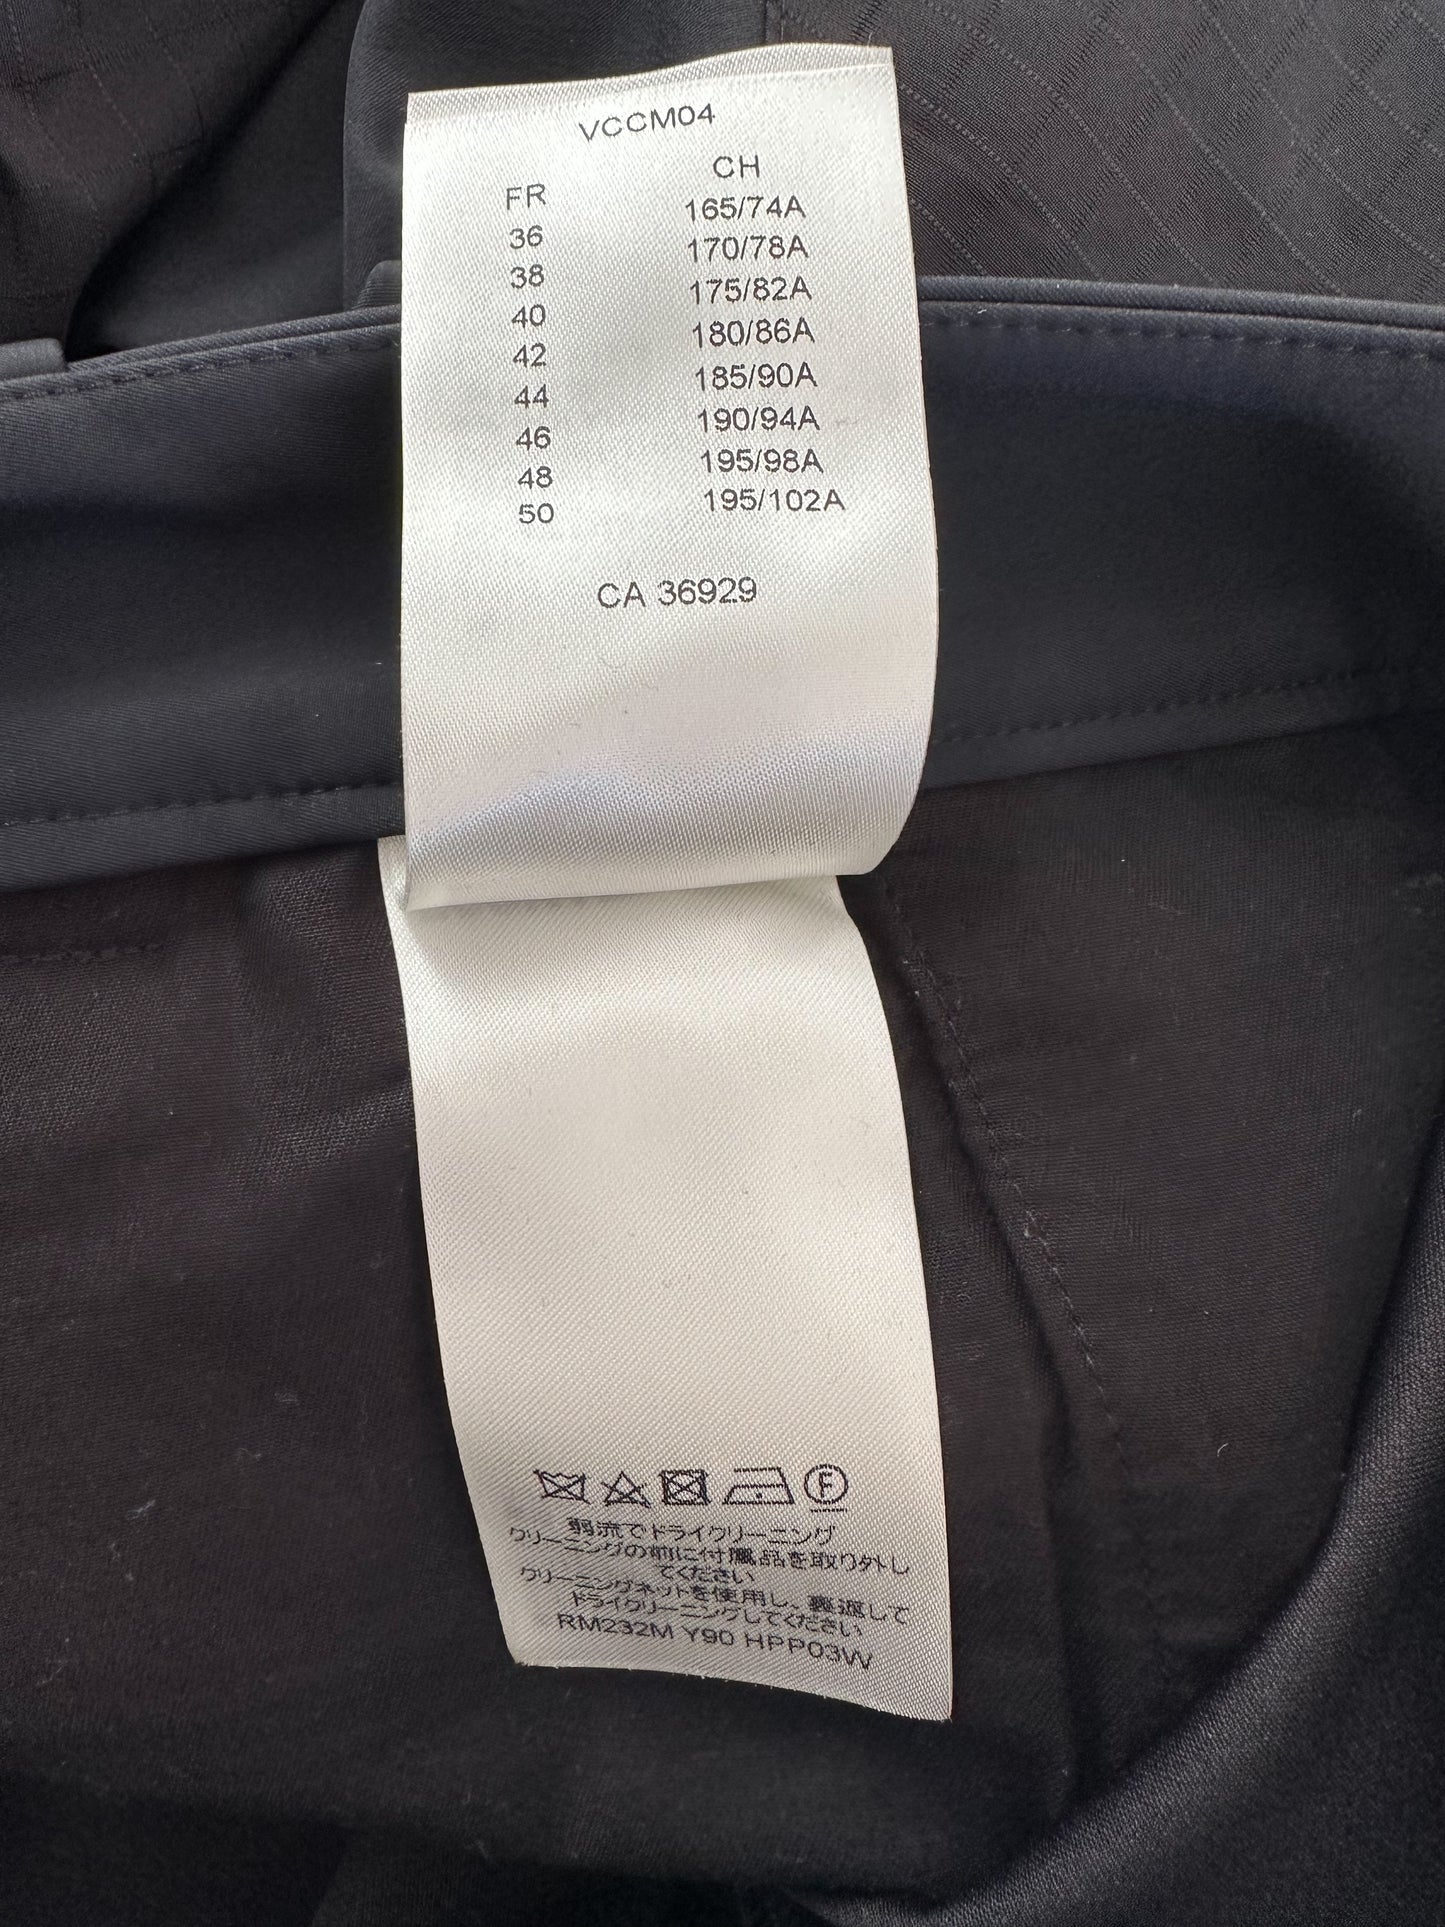 VCCM04
FR CH
36 165/74A
38 170/78A
40 175/82A
42 180/86A
44 185/90A
46 190/94A
48 195/98A
50 195/102A
CA 36929
F
弱流でドライクリーニング
クリーニングの前に付属品を取り外し
てください
クリーニングネットを使用し、裏返して
ドライクリーニングしてください
RM232M Y90 HPP03W